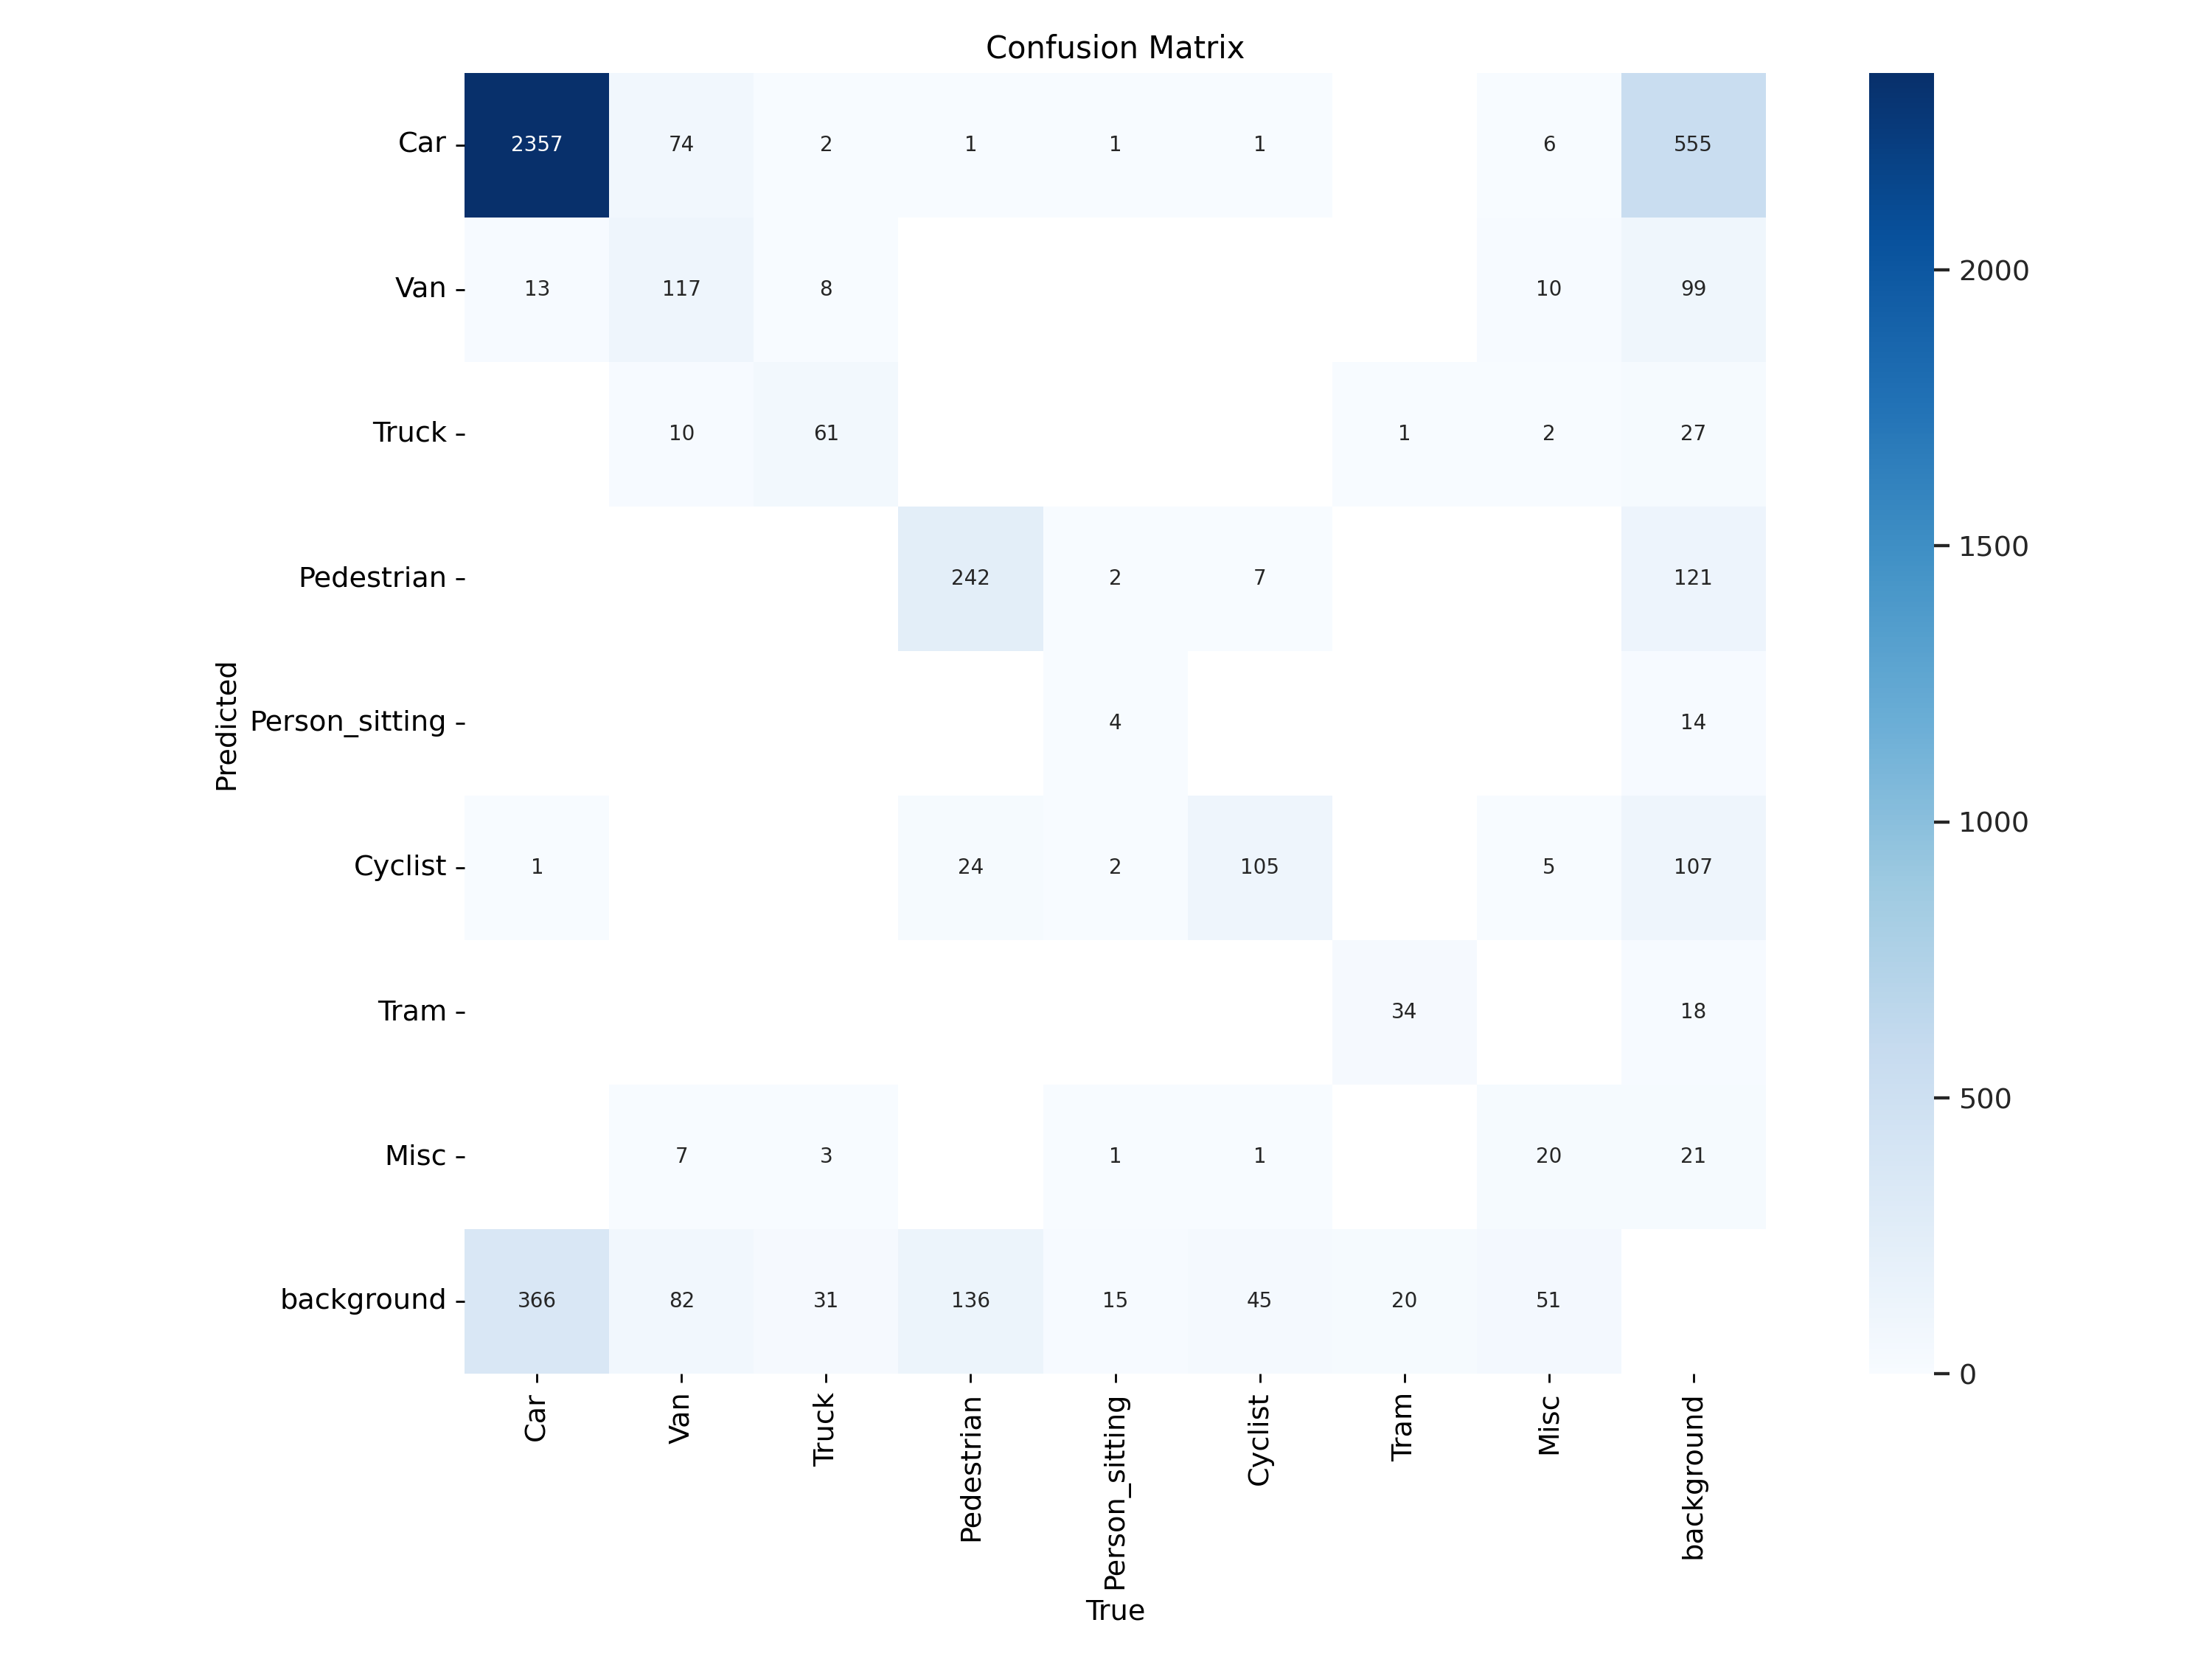 Confusion Matrix
Car 2357 74 2 1 1 1 6 555
Van 13 117 8 10 99
Truck 10 61 1 2 27
Pedestrian 242 2 7 121
Person_sitting 4 14
Cyclist 1 24 2 105 5 107
Tram 34 18
Misc 7 3 1 1 20 21
background 366 82 31 136 15 45 20 51
Predicted
Car Van Truck Pedestrian Person_sitting Cyclist Tram Misc background
True
2000
1500
1000
500
0